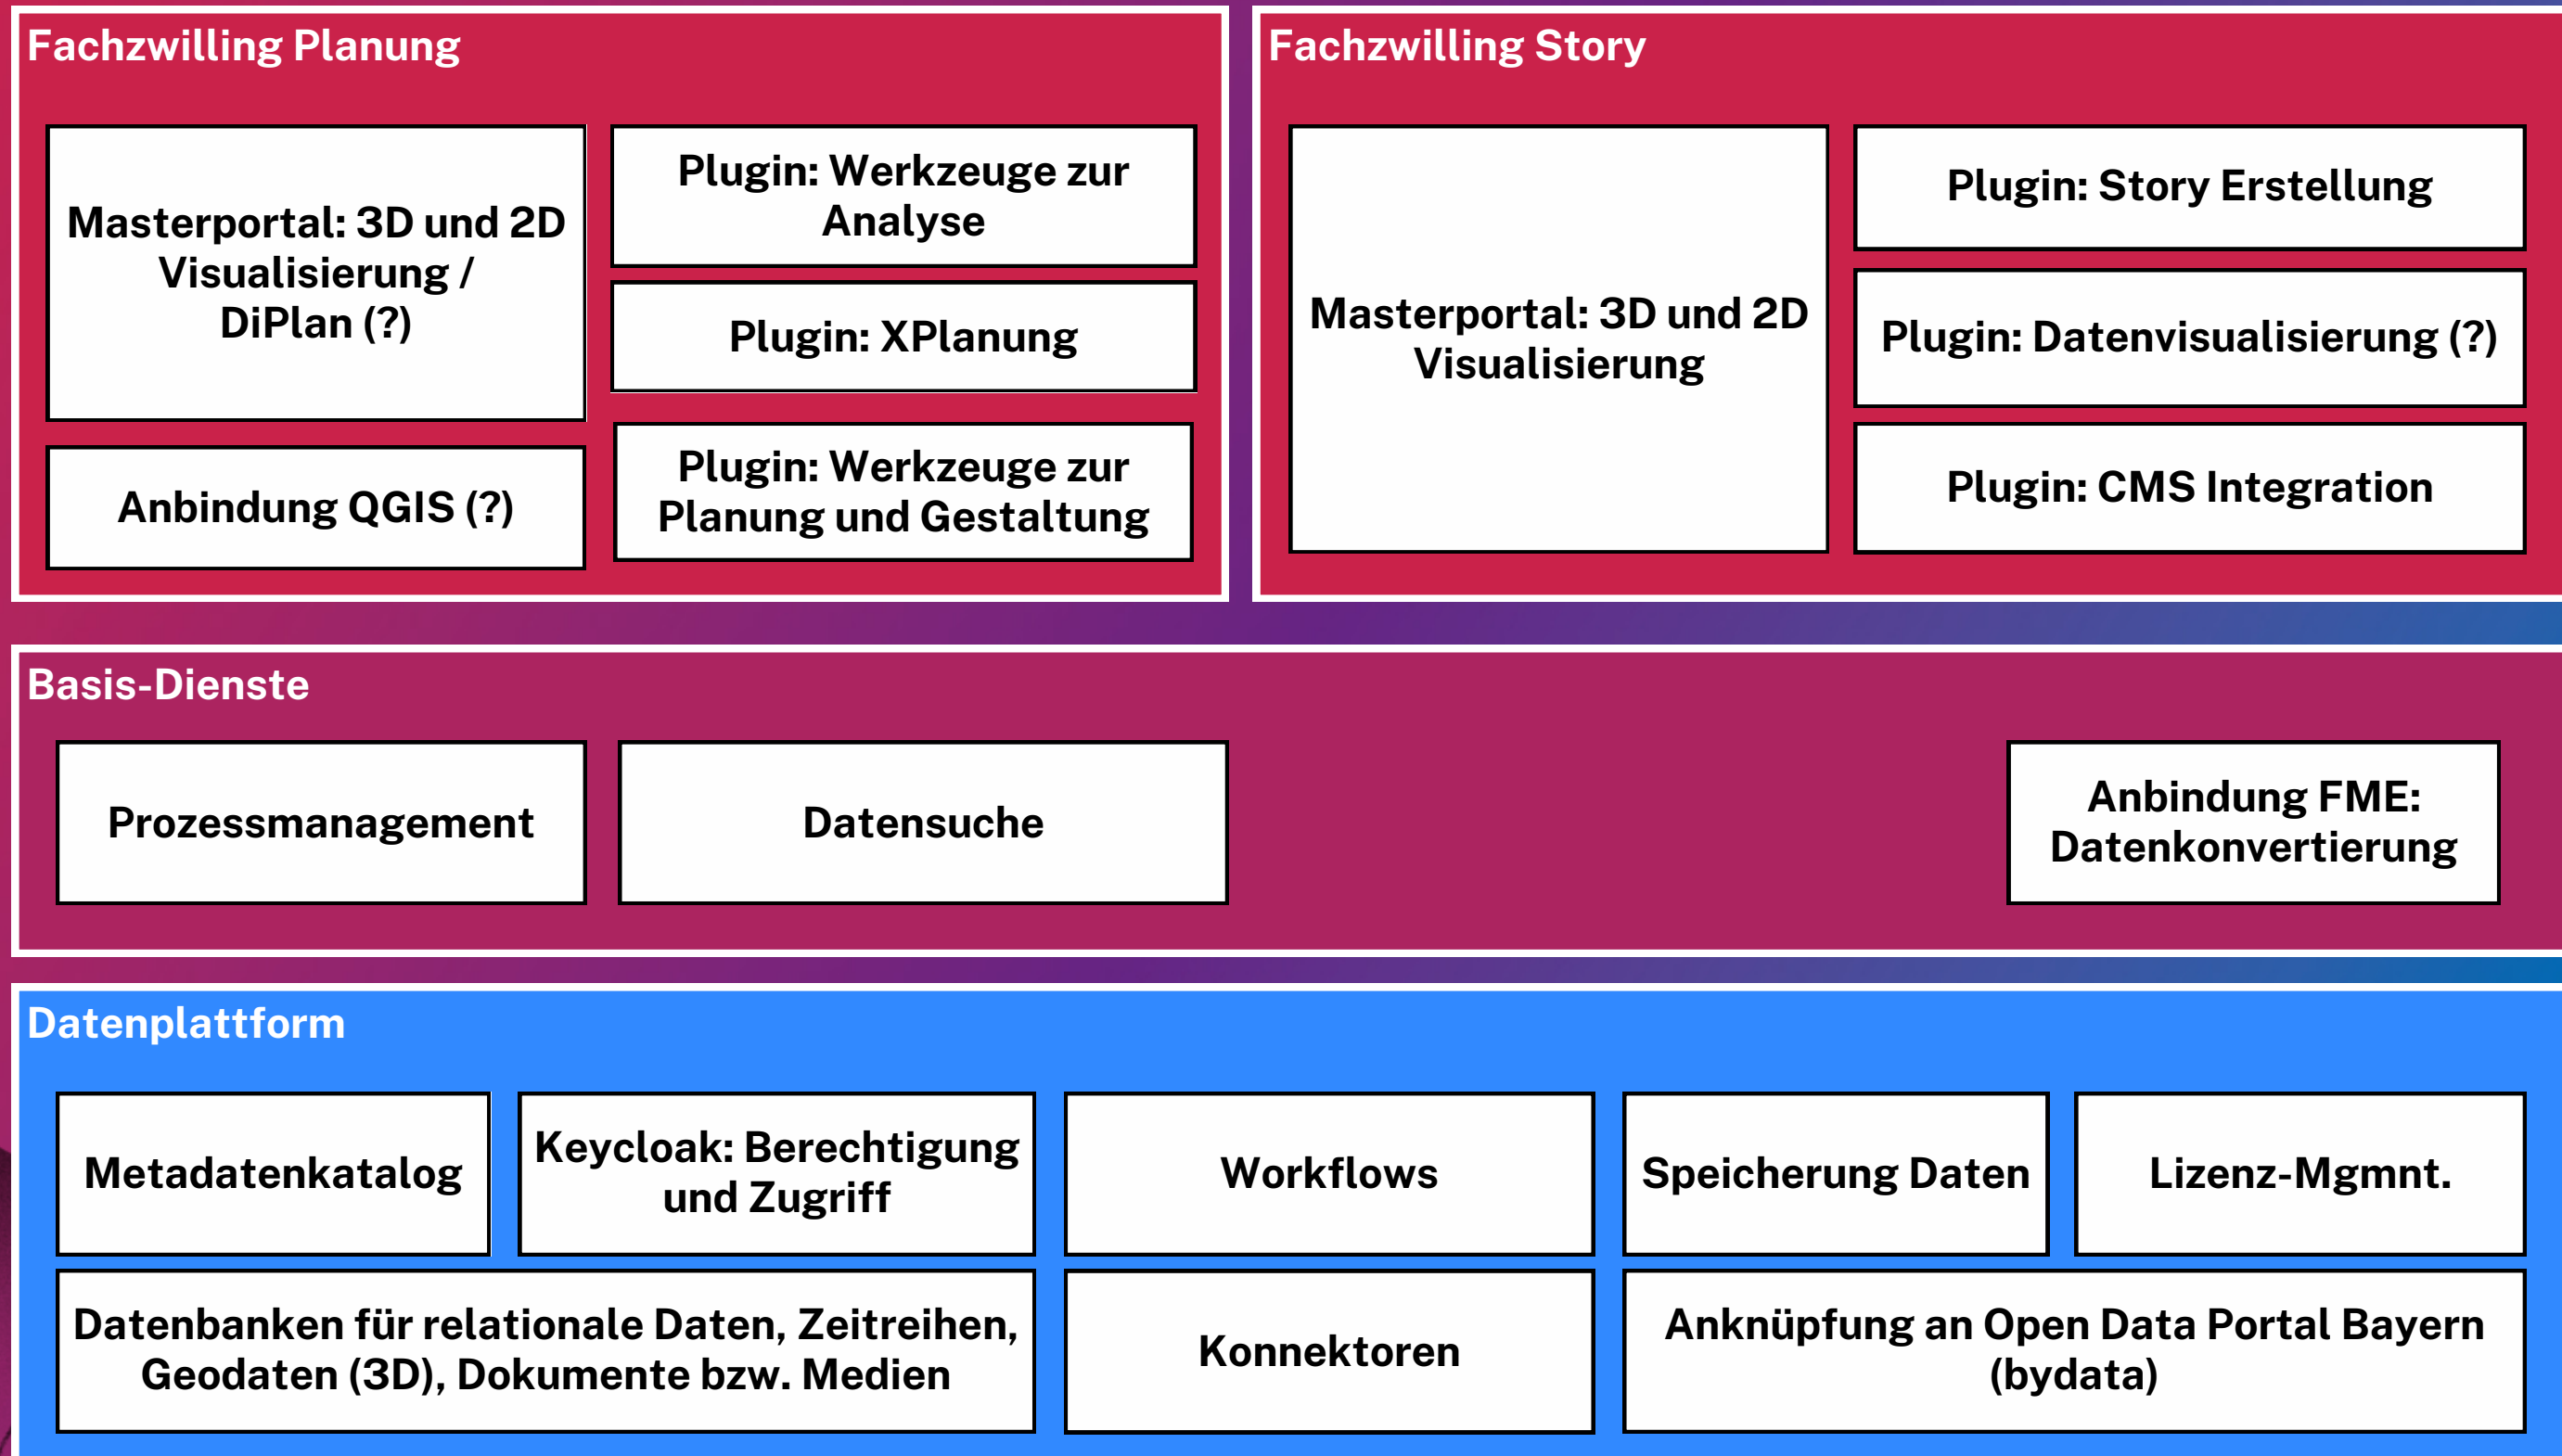 Fachzwilling Planung
Masterportal: 3D und 2D
Visualisierung /
DiPlan (?)
Anbindung QGIS (?)
Plugin: Werkzeuge zur
Analyse
Plugin: XPlanung
Plugin: Werkzeuge zur
Planung und Gestaltung
Fachzwilling Story
Masterportal: 3D und 2D
Visualisierung
Plugin: Story Erstellung
Plugin: Datenvisualisierung (?)
Plugin: CMS Integration
Basis-Dienste
Prozessmanagement
Datensuche
Anbindung FME:
Datenkonvertierung
Datenplattform
Metadatenkatalog
Keycloak: Berechtigung
und Zugriff
Workflows
Speicherung Daten
Lizenz-Mgmnt.
Datenbanken für relationale Daten, Zeitreihen,
Geodaten (3D), Dokumente bzw. Medien
Konnektoren
Anknüpfung an Open Data Portal Bayern
(bydata)